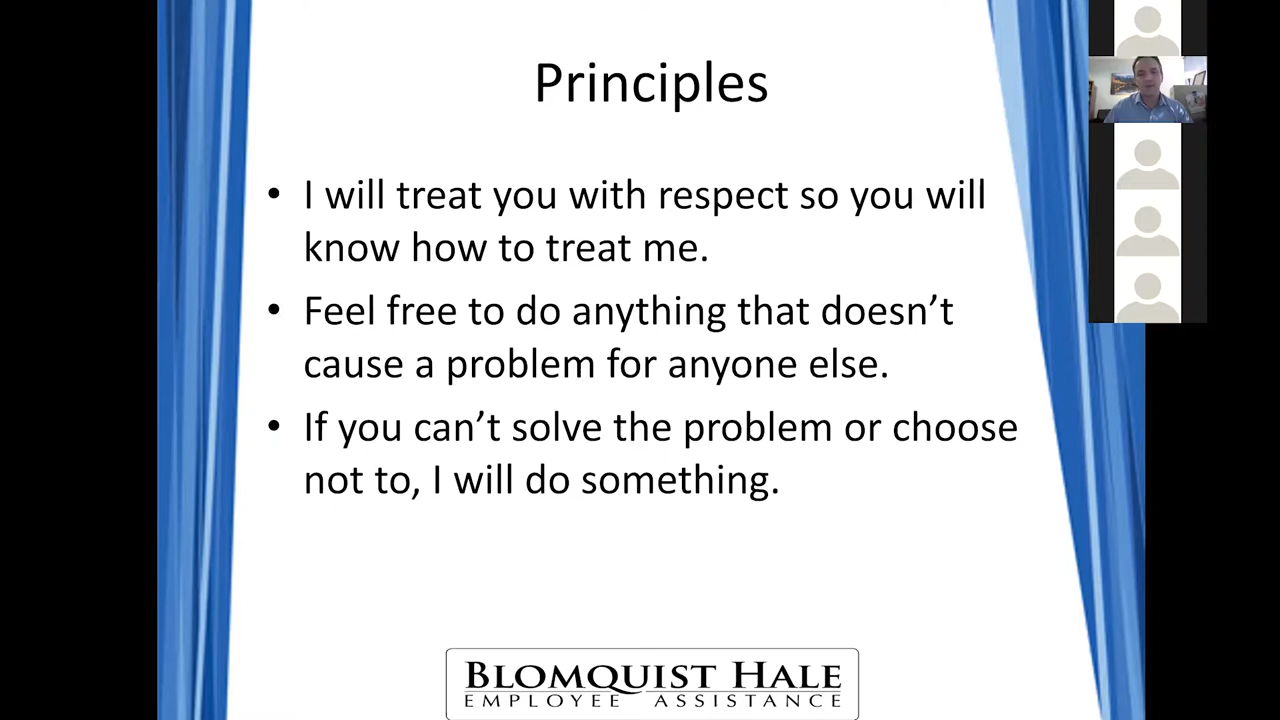 Principles
• I will treat you with respect so you will
know how to treat me.
• Feel free to do anything that doesn’t
cause a problem for anyone else.
• If you can’t solve the problem or choose
not to, I will do something.
BLOMQUIST HALE
EMPLOYEE ASSISTANCE